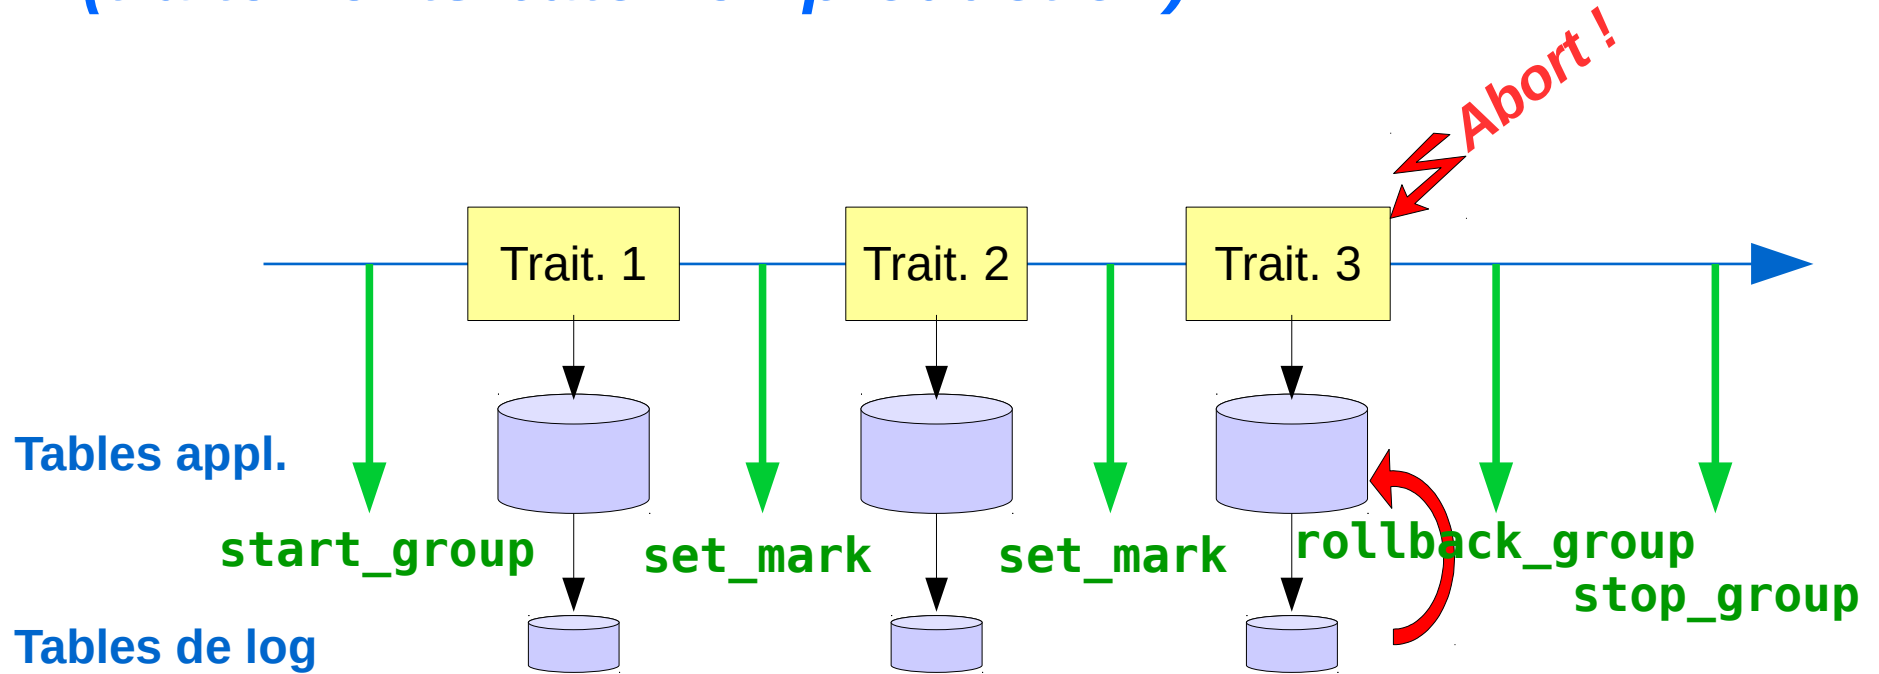 Abort !
Trait. 1
Trait. 2
Trait. 3
Tables appl.
start_group
set_mark
set_mark
rollback_group
stop_group
Tables de log